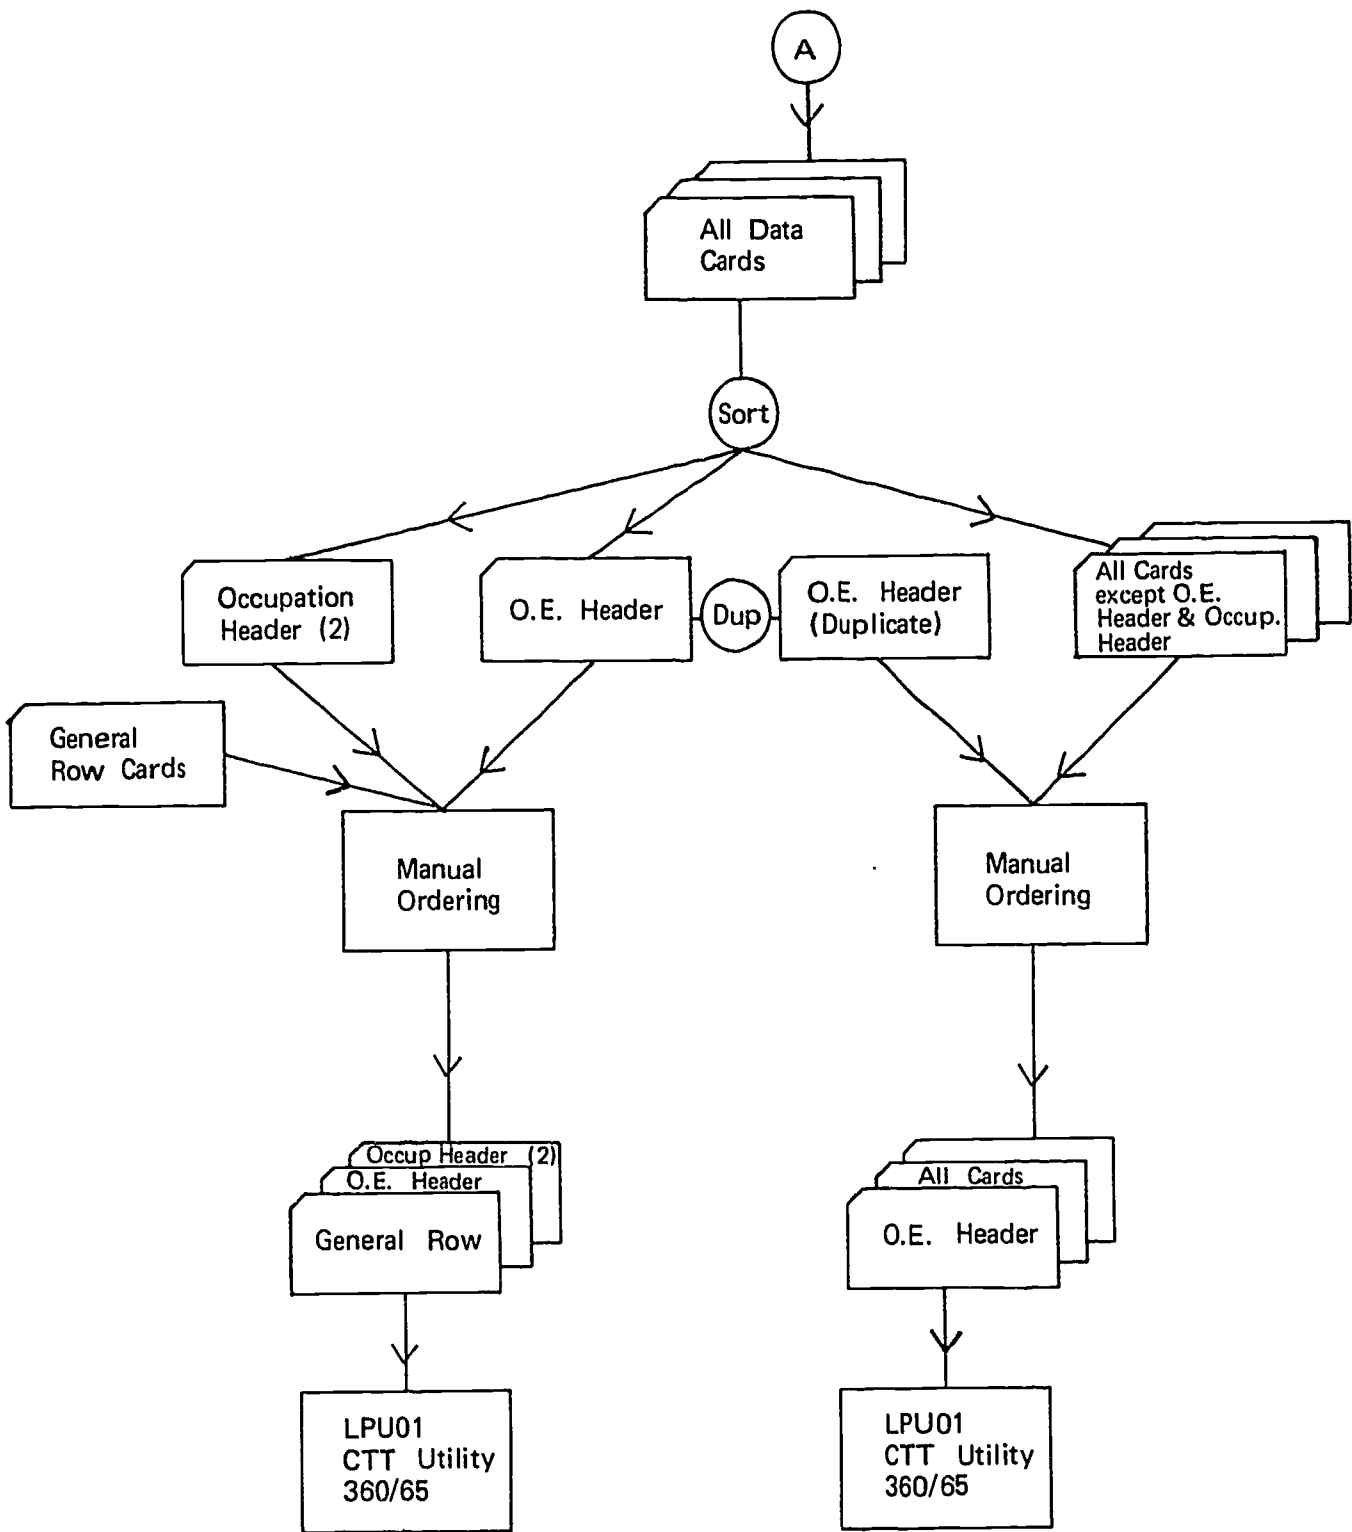 A
All Data
Cards
Sort
Occupation
Header (2)
O.E. Header
Dup
O.E. Header
(Duplicate)
All Cards
except O.E.
Header & Occup.
Header
General
Row Cards
Manual
Ordering
Manual
Ordering
Occup Header (2)
O.E. Header
General Row
All Cards
O.E. Header
LPU01
CTT Utility
360/65
LPU01
CTT Utility
360/65